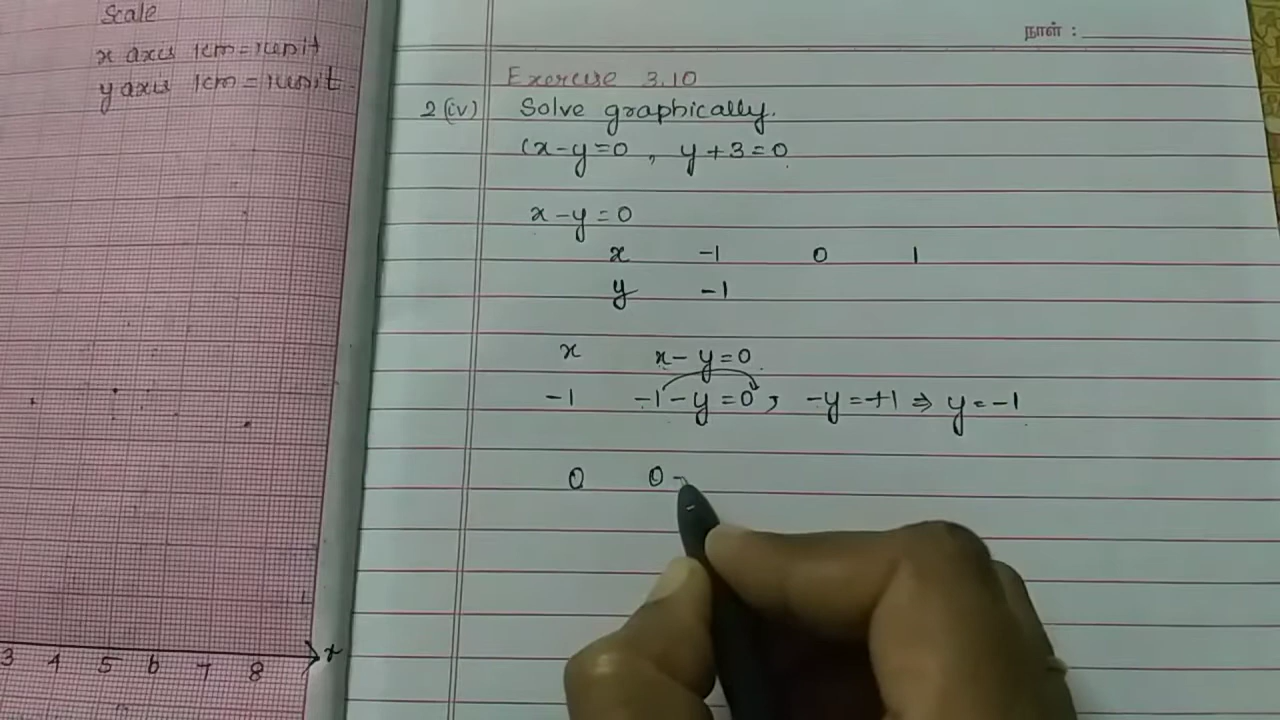 Scale
x axis 1cm = 1unit
y axis 1cm = 1unit
3 4 5 6 7 8 x
நாள் :
Exercise 3.10
2 (iv) Solve graphically.
x - y = 0 , y + 3 = 0
x - y = 0
x -1 0 1
y -1
x x - y = 0
-1 -1 - y = 0 , -y = +1 ⇒ y = -1
0 0 -